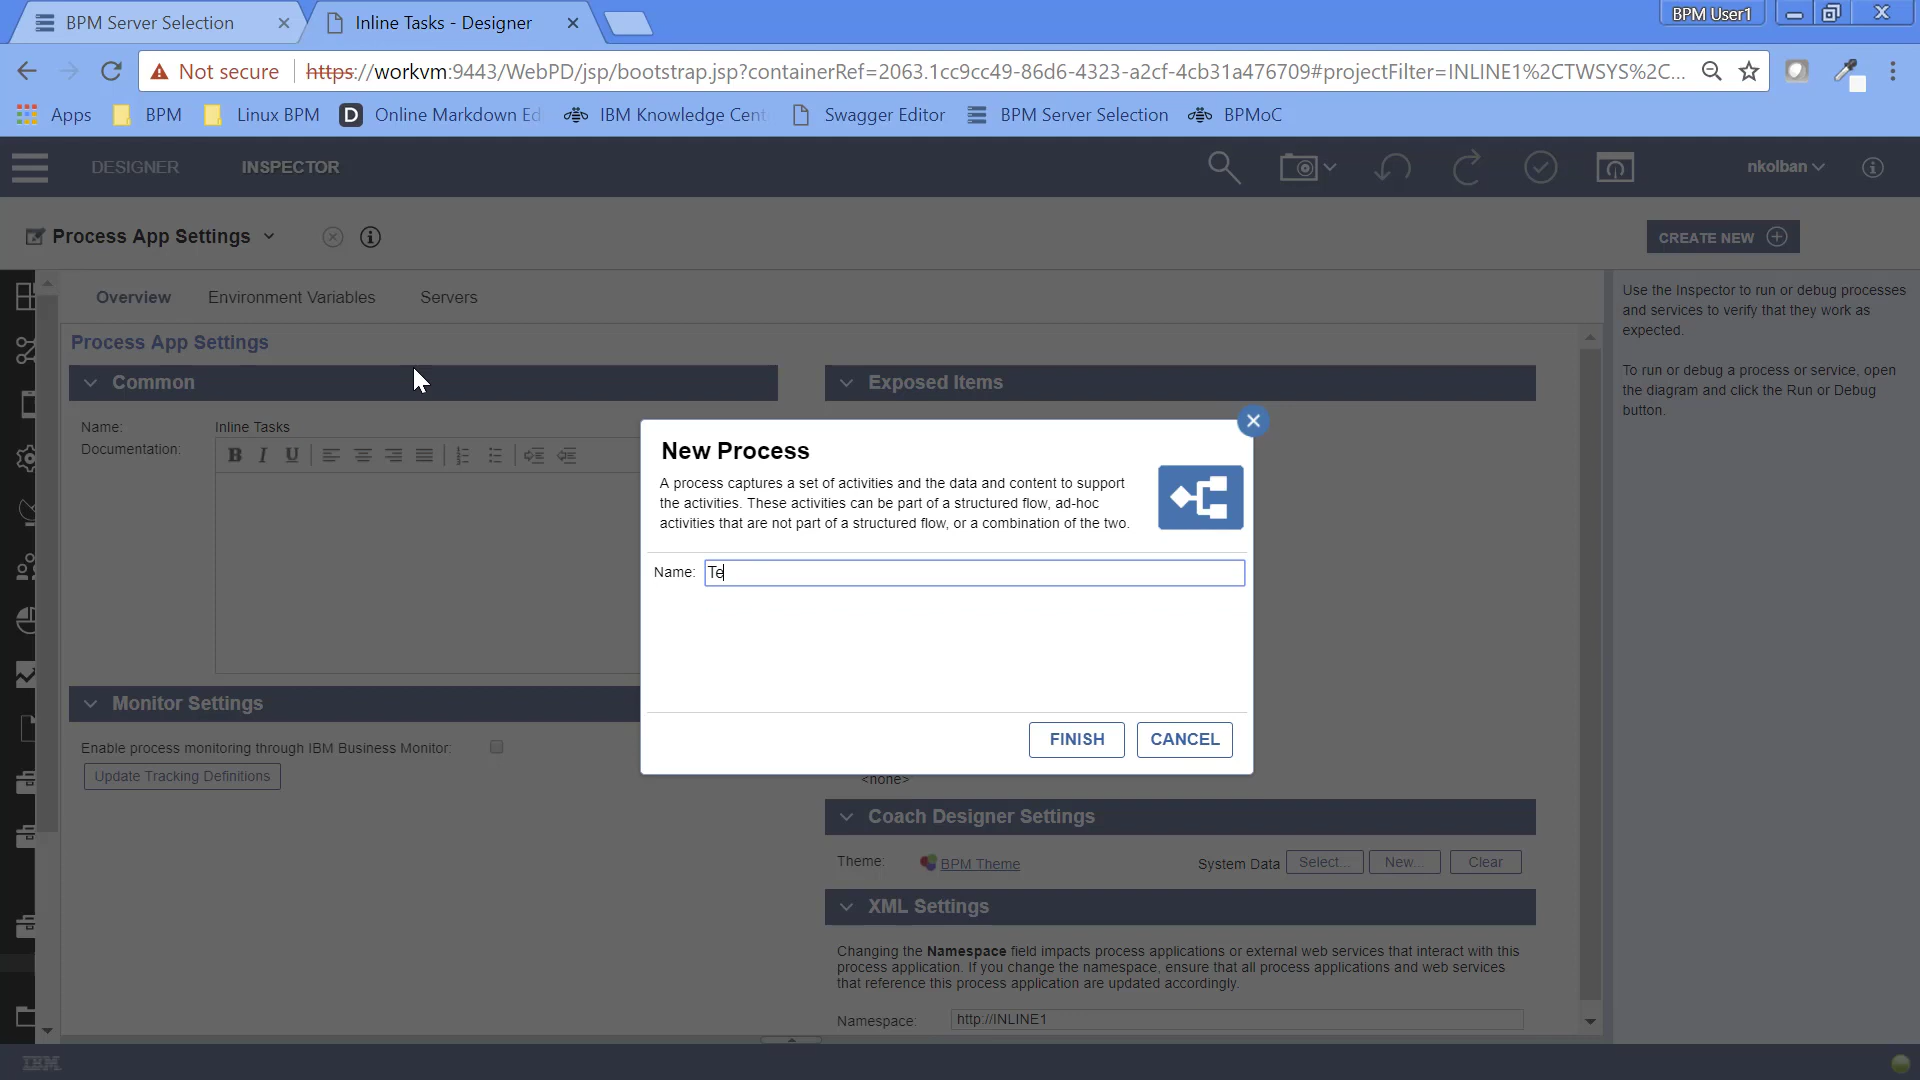 BPM Server Selection
Inline Tasks - Designer
BPM User1
Not secure
https://workvm:9443/WebPD/jsp/bootstrap.jsp?containerRef=2063.1cc9cc49-86d6-4323-a2cf-4cb31a476709#projectFilter=INLINE1%2CTWSYS%2C...
Apps
BPM
Linux BPM
D
Online Markdown Ed
IBM Knowledge Cent
Swagger Editor
BPM Server Selection
BPMoC
DESIGNER
INSPECTOR
nkolban
Process App Settings
CREATE NEW
Overview
Environment Variables
Servers
Process App Settings
Common
Name:
Inline Tasks
Documentation:
B I U
Monitor Settings
Enable process monitoring through IBM Business Monitor:
Update Tracking Definitions
Exposed Items
New Process
A process captures a set of activities and the data and content to support
the activities. These activities can be part of a structured flow, ad-hoc
activities that are not part of a structured flow, or a combination of the two.
Name:
Te
FINISH
CANCEL
<none>
Coach Designer Settings
Theme:
BPM Theme
System Data
Select...
New...
Clear
XML Settings
Changing the Namespace field impacts process applications or external web services that interact with this
process application. If you change the namespace, ensure that all process applications and web services
that reference this process application are updated accordingly.
Namespace:
http://INLINE1
Use the Inspector to run or debug processes
and services to verify that they work as
expected.
To run or debug a process or service, open
the diagram and click the Run or Debug
button.
IBM